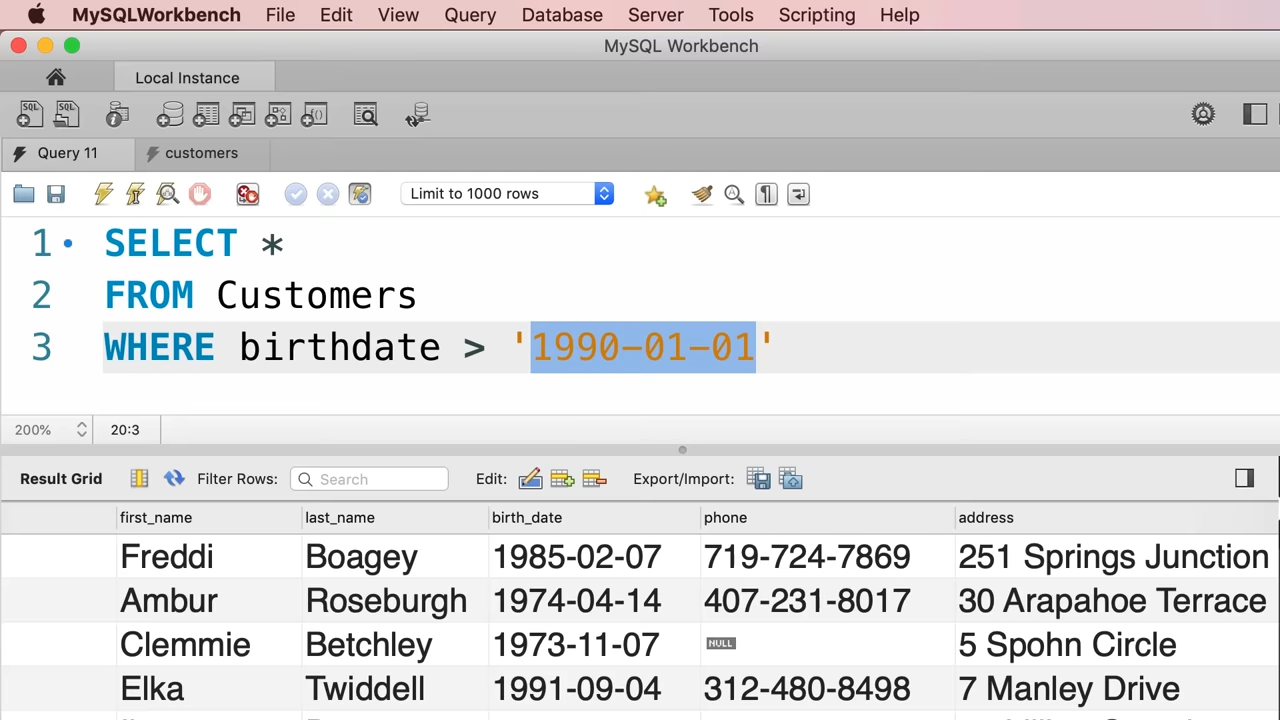 MySQLWorkbench File Edit View Query Database Server Tools Scripting Help
MySQL Workbench
Local Instance
SQL SQL
Query 11 customers
Limit to 1000 rows
1 SELECT *
2 FROM Customers
3 WHERE birthdate > '1990-01-01'
200% 20:3
Result Grid Filter Rows: Search Edit: Export/Import:
first_name last_name birth_date phone address
Freddi Boagey 1985-02-07 719-724-7869 251 Springs Junction
Ambur Roseburgh 1974-04-14 407-231-8017 30 Arapahoe Terrace
Clemmie Betchley 1973-11-07 NULL 5 Spohn Circle
Elka Twiddell 1991-09-04 312-480-8498 7 Manley Drive